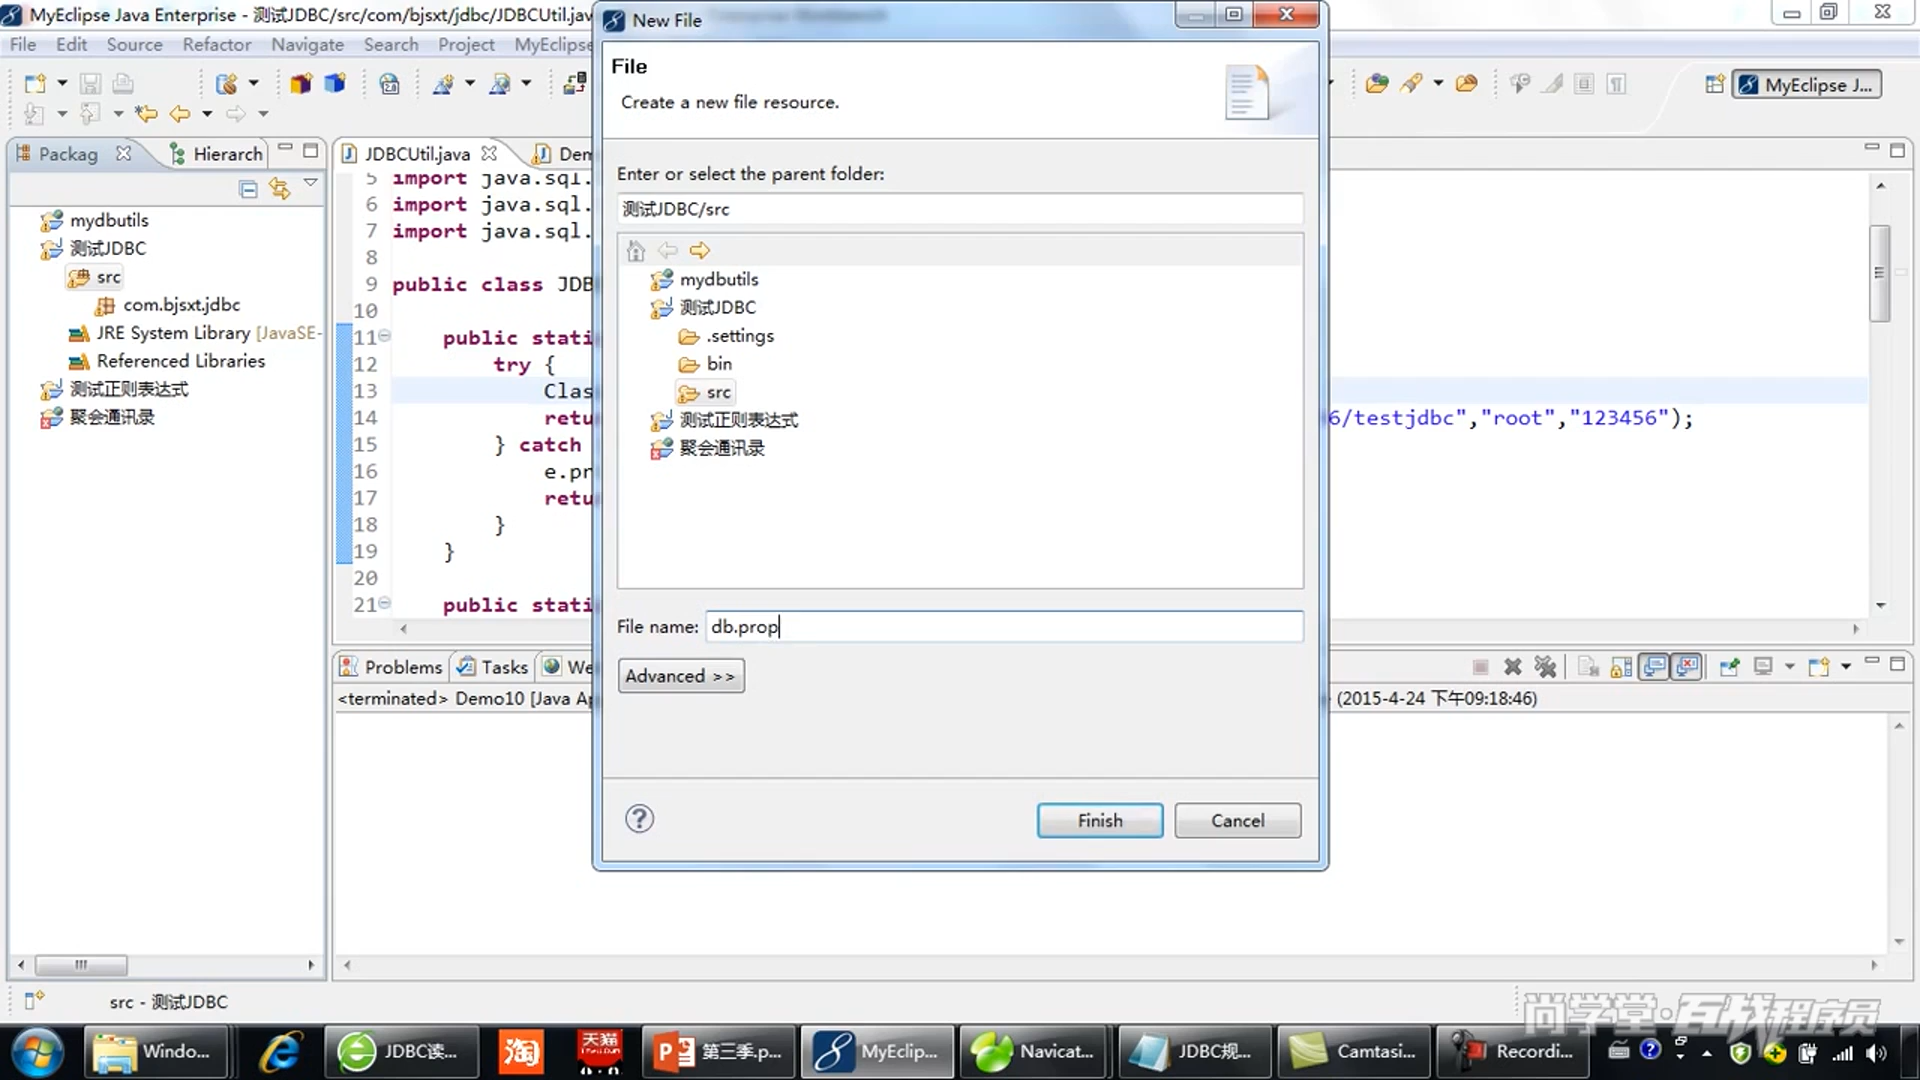 MyEclipse Java Enterprise - 测试JDBC/src/com/bjsxt/jdbc/JDBCUtil.jav
File Edit Source Refactor Navigate Search Project MyEclipse
MyEclipse J...
Packag
Hierarch
mydbutils
测试JDBC
src
com.bjsxt.jdbc
JRE System Library [JavaSE-
Referenced Libraries
测试正则表达式
聚会通讯录
JDBCUtil.java
Dem
5 import java.sql.
6 import java.sql.
7 import java.sql.
8
9 public class JDB
10
11 public stati
12 try {
13 Clas
14 retu 6/testjdbc","root","123456");
15 } catch
16 e.pr
17 retu
18 }
19 }
20
21 public stati
New File
File
Create a new file resource.
Enter or select the parent folder:
测试JDBC/src
mydbutils
测试JDBC
.settings
bin
src
测试正则表达式
聚会通讯录
File name: db.prop
Advanced >>
Finish
Cancel
Problems
Tasks
We
<terminated> Demo10 [Java Ap (2015-4-24 下午09:18:46)
src - 测试JDBC
尚学堂·百战程序员
Windo...
JDBC读...
淘
天猫
第三季.p...
MyEclip...
Navicat...
JDBC规...
Camtasi...
Recordi...